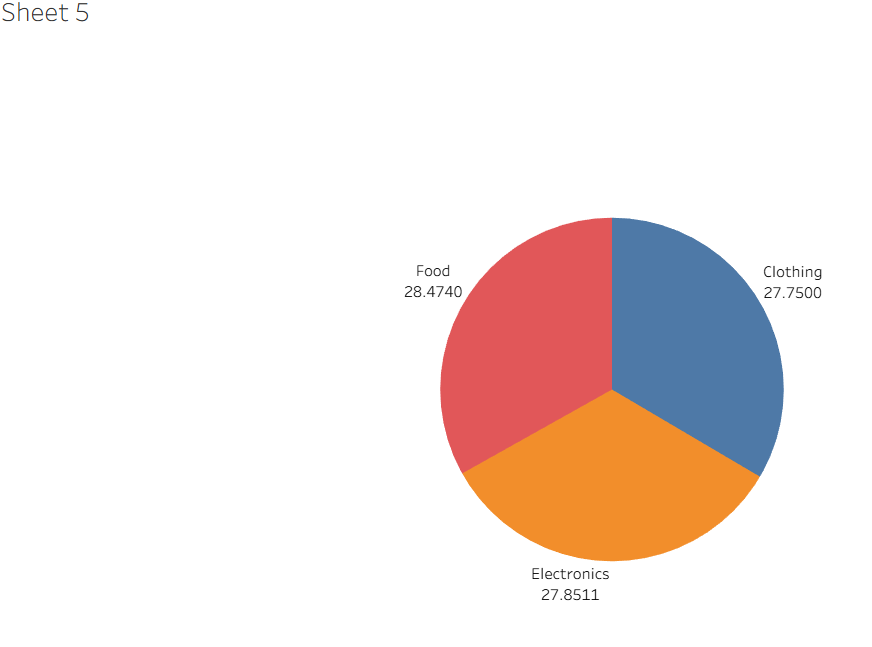 Sheet 5
Food
28.4740
Clothing
27.7500
Electronics
27.8511